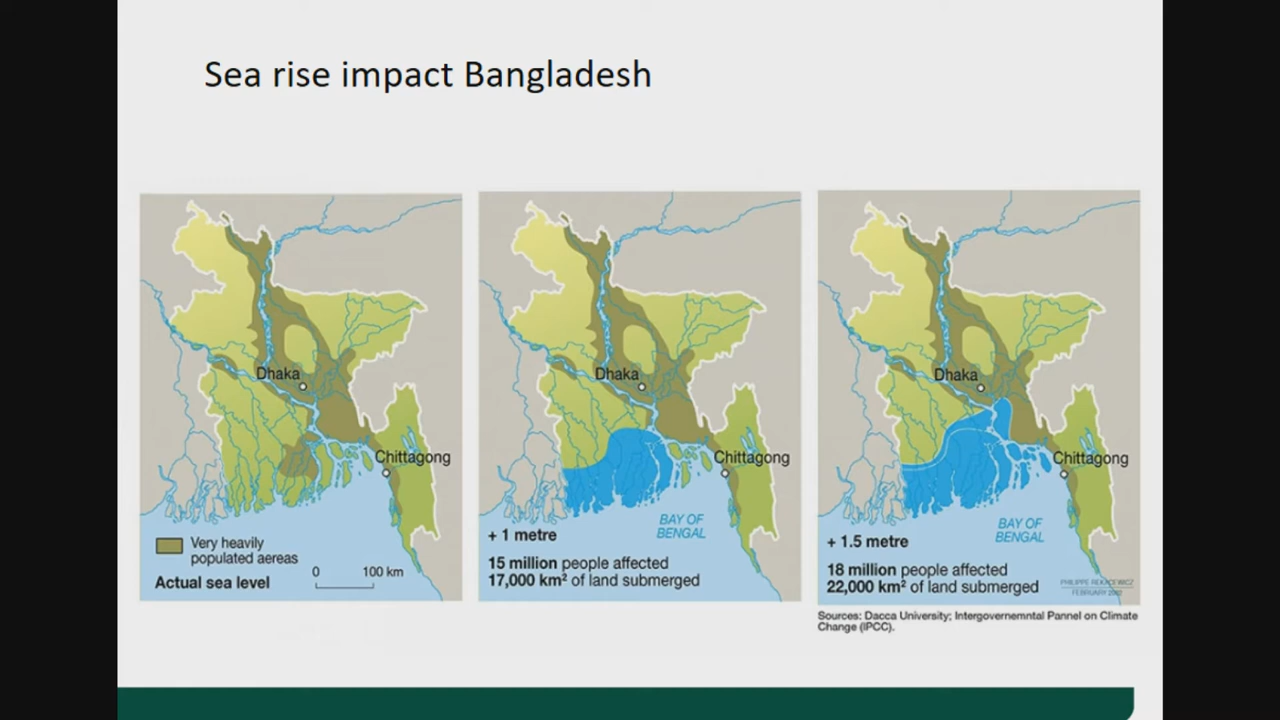 Sea rise impact Bangladesh
Dhaka
Chittagong
Very heavily
populated aereas
Actual sea level
0 100 km
Dhaka
Chittagong
BAY OF
BENGAL
+ 1 metre
15 million people affected
17,000 km² of land submerged
Dhaka
Chittagong
BAY OF
BENGAL
+ 1.5 metre
18 million people affected
22,000 km² of land submerged
PHILIPPE REKACEWICZ
FEBRUARY
Sources: Dacca University; Intergovernemntal Pannel on Climate
Change (IPCC).